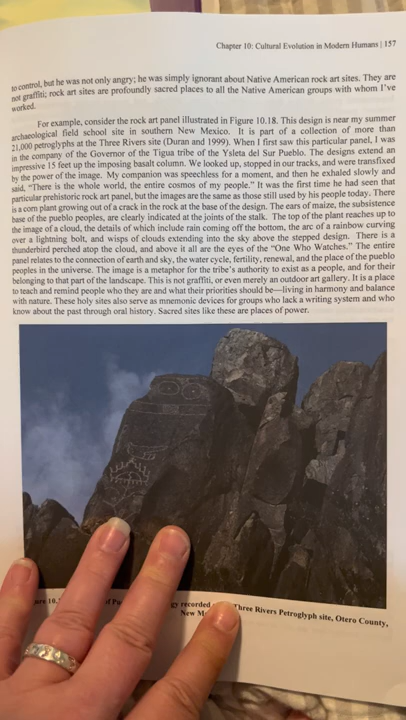 Chapter 10: Cultural Evolution in Modern Humans | 157
to control, but he was not only angry; he was simply ignorant about Native American rock art sites. They are
not graffiti; rock art sites are profoundly sacred places to all the Native American groups with whom I've
worked.
For example, consider the rock art panel illustrated in Figure 10.18. This design is near my summer
archaeological field school site in southern New Mexico. It is part of a collection of more than
21,000 petroglyphs at the Three Rivers site (Duran and 1999). When I first saw this particular panel, I was
in the company of the Governor of the Tigua tribe of the Ysleta del Sur Pueblo. The designs extend an
impressive 15 feet up the imposing basalt column. We looked up, stopped in our tracks, and were transfixed
by the power of the image. My companion was speechless for a moment, and then he exhaled slowly and
said, "There is the whole world, the entire cosmos of my people." It was the first time he had seen that
particular prehistoric rock art panel, but the images are the same as those still used by his people today. There
is a corn plant growing out of a crack in the rock at the base of the design. The ears of maize, the subsistence
base of the pueblo peoples, are clearly indicated at the joints of the stalk. The top of the plant reaches up to
the image of a cloud, the details of which include rain coming off the bottom, the arc of a rainbow curving
over a lightning bolt, and wisps of clouds extending into the sky above the stepped design. There is a
thunderbird perched atop the cloud, and above it all are the eyes of the "One Who Watches." The entire
panel relates to the connection of earth and sky, the water cycle, fertility, renewal, and the place of the pueblo
peoples in the universe. The image is a metaphor for the tribe's authority to exist as a people, and for their
belonging to that part of the landscape. This is not graffiti, or even merely an outdoor art gallery. It is a place
to teach and remind people who they are and what their priorities should be—living in harmony and balance
with nature. These holy sites also serve as mnemonic devices for groups who lack a writing system and who
know about the past through oral history. Sacred sites like these are places of power.
10. of recorded Three Rivers Petroglyph site, Otero County,
New